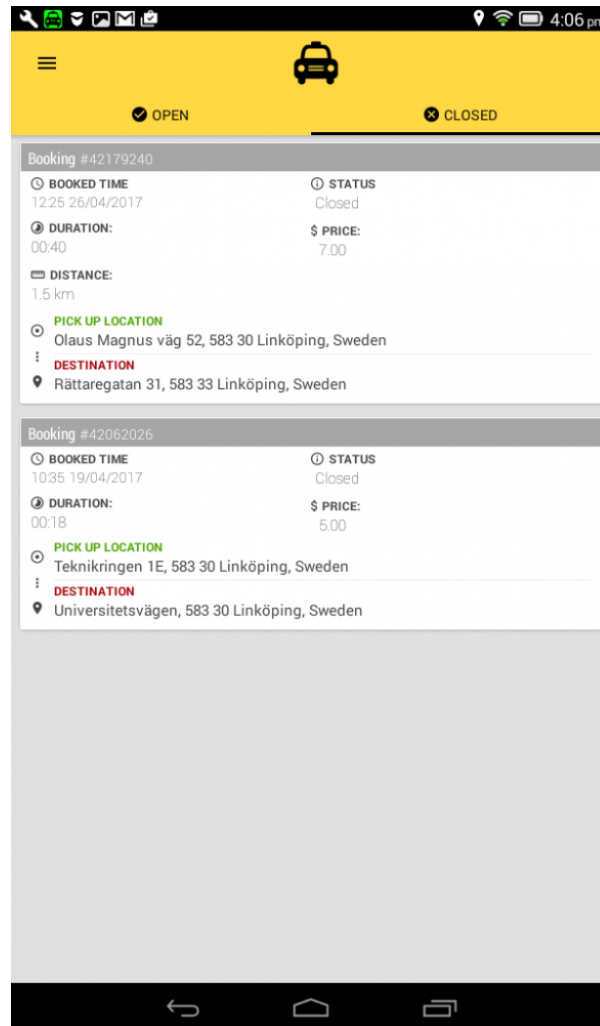 4:06 pm
OPEN
CLOSED
Booking #42179240
BOOKED TIME
STATUS
12:25 26/04/2017
Closed
DURATION:
$ PRICE:
00:40
7.00
DISTANCE:
1.5 km
PICK UP LOCATION
Olaus Magnus väg 52, 583 30 Linköping, Sweden
DESTINATION
Rättaregatan 31, 583 33 Linköping, Sweden
Booking #42062026
BOOKED TIME
STATUS
10:35 19/04/2017
Closed
DURATION:
$ PRICE:
00:18
5.00
PICK UP LOCATION
Teknikringen 1E, 583 30 Linköping, Sweden
DESTINATION
Universitetsvägen, 583 30 Linköping, Sweden